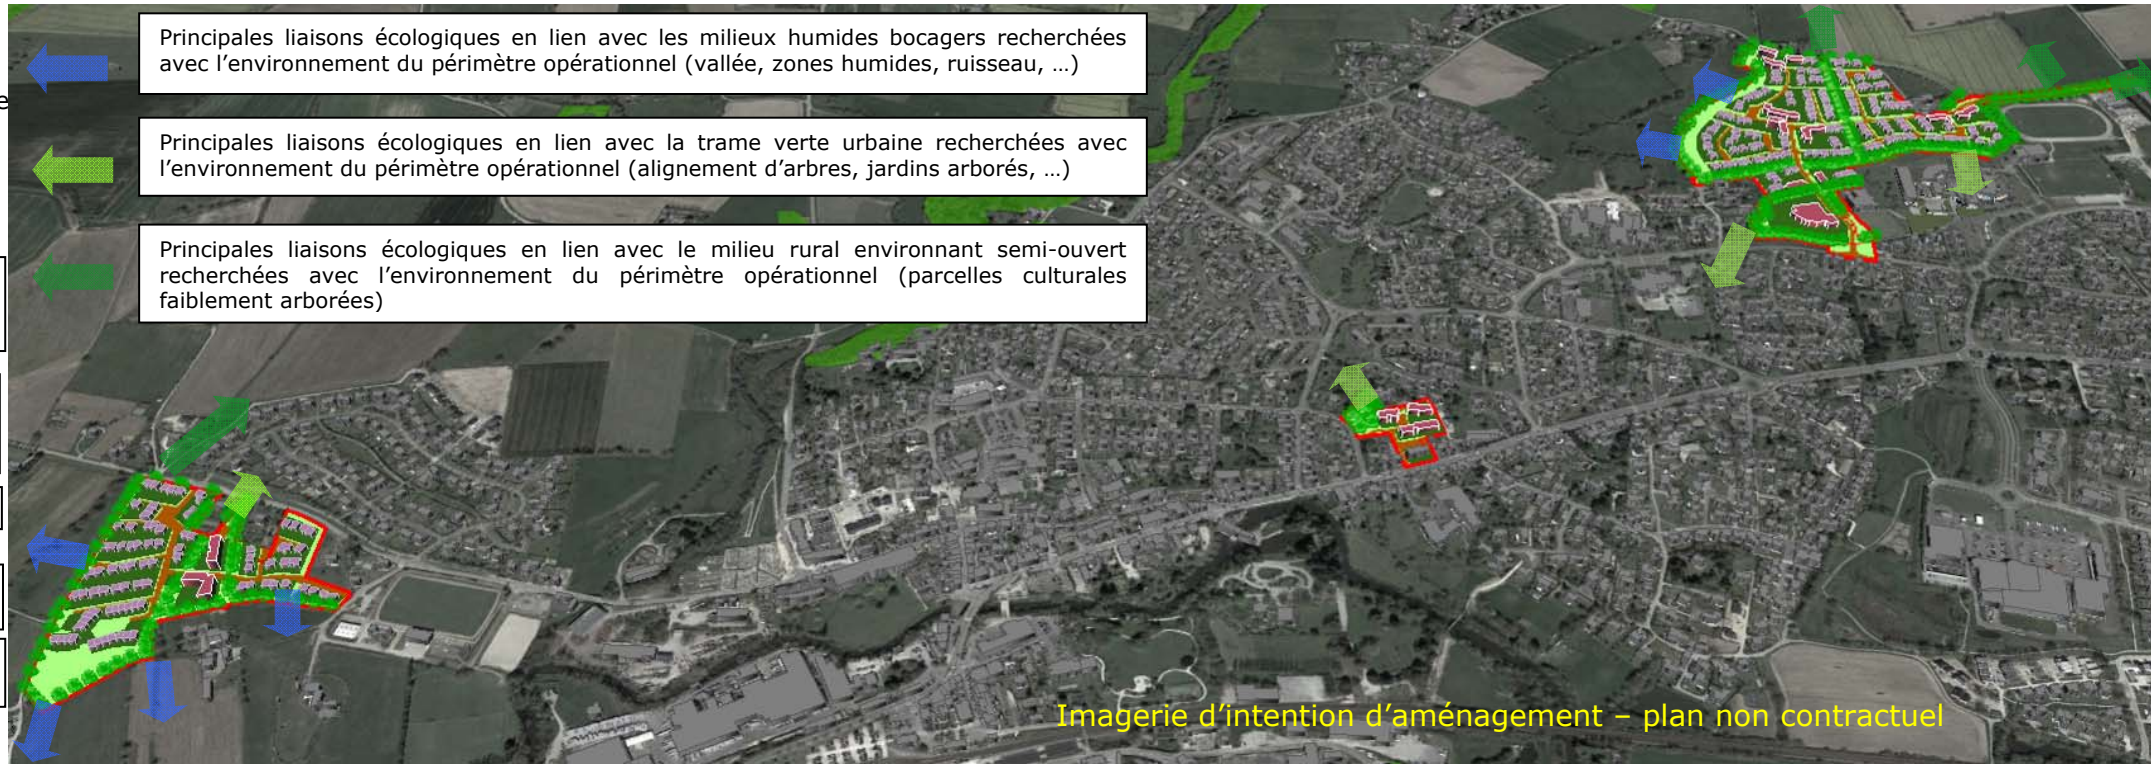 Principales liaisons écologiques en lien avec les milieux humides bocagers recherchées
avec l’environnement du périmètre opérationnel (vallée, zones humides, ruisseau, …)
e
Principales liaisons écologiques en lien avec la trame verte urbaine recherchées avec
l’environnement du périmètre opérationnel (alignement d’arbres, jardins arborés, …)
Principales liaisons écologiques en lien avec le milieu rural environnant semi-ouvert
recherchées avec l’environnement du périmètre opérationnel (parcelles culturales
faiblement arborées)
Imagerie d’intention d’aménagement – plan non contractuel